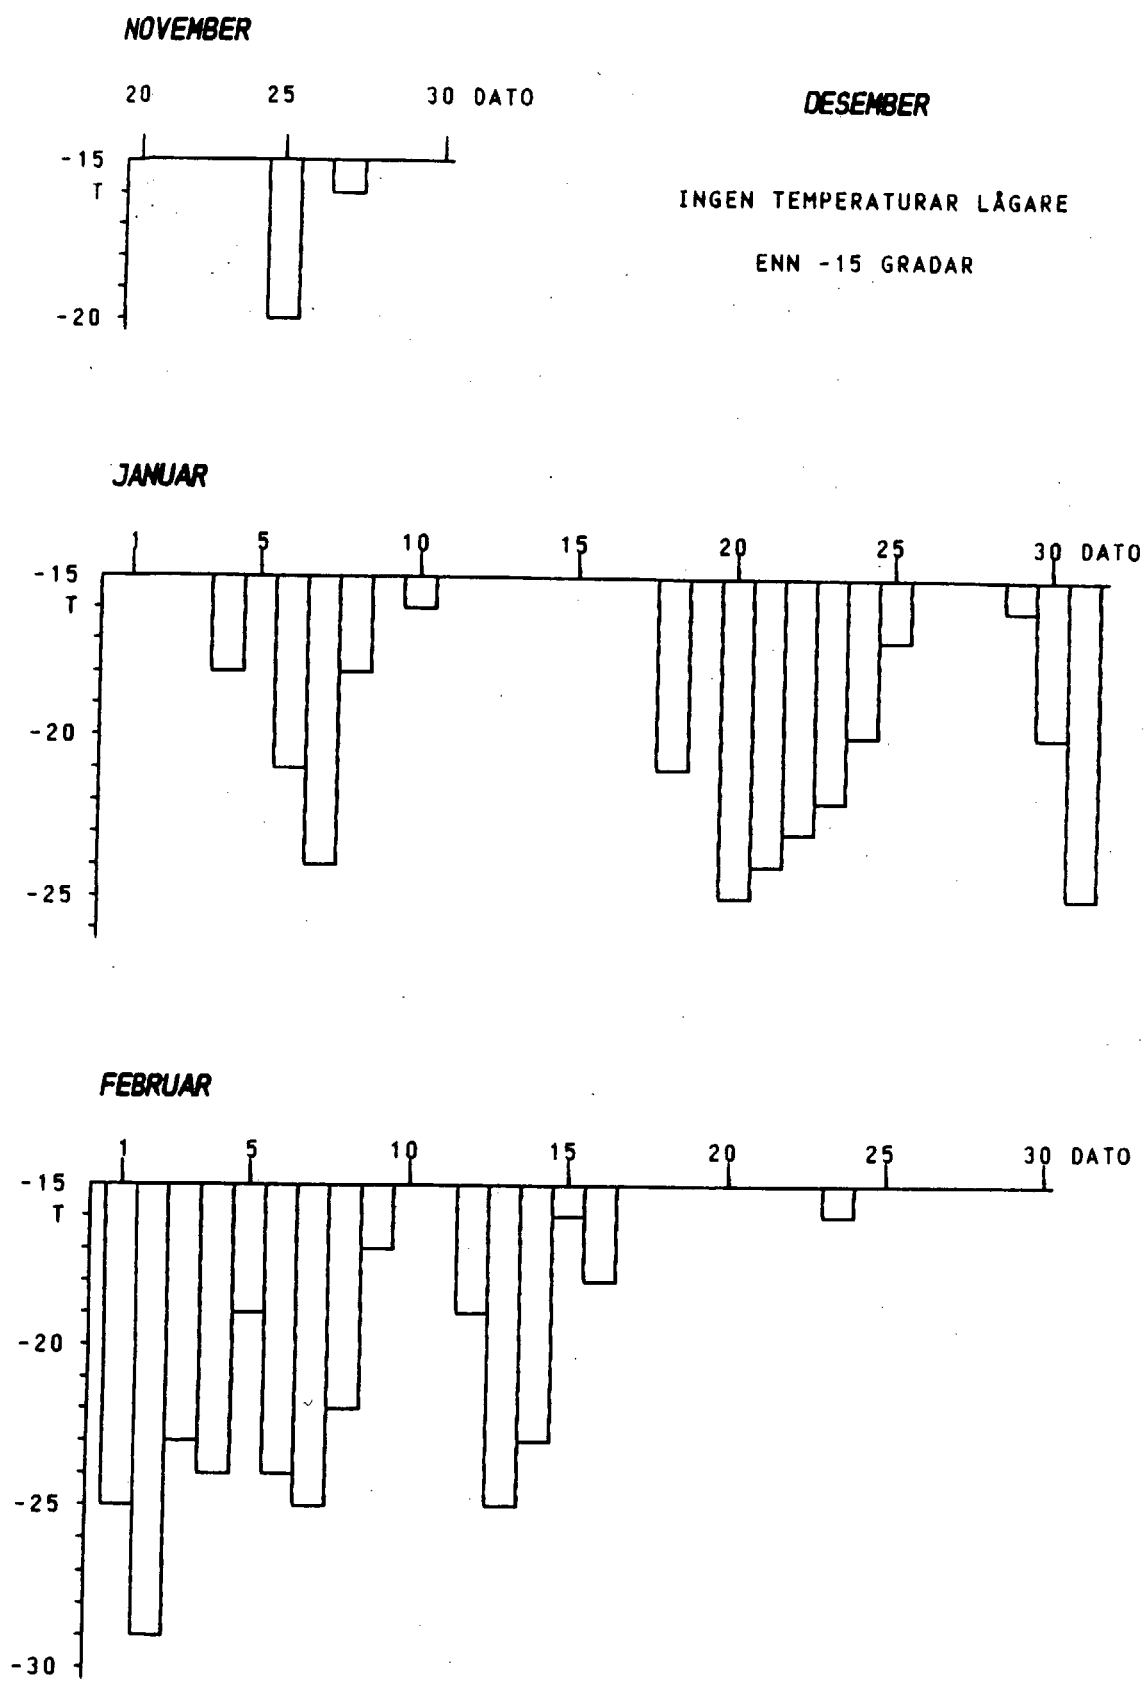 NOVEMBER
20 25 30 DATO
-15
T
-20
DESEMBER
INGEN TEMPERATURAR LÅGARE
ENN -15 GRADAR
JANUAR
1 5 10 15 20 25 30 DATO
-15
T
-20
-25
FEBRUAR
1 5 10 15 20 25 30 DATO
-15
T
-20
-25
-30